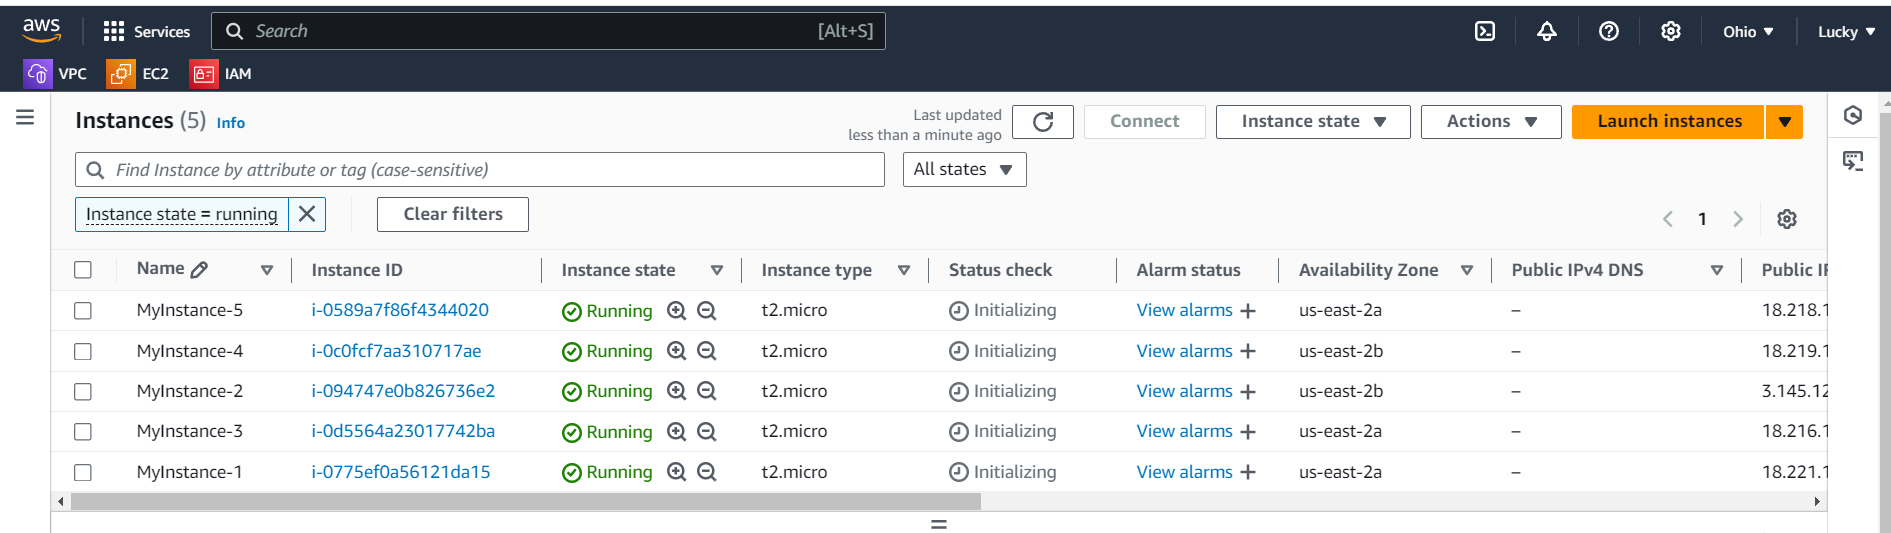 aws Services Search [Alt+S] Ohio Lucky
VPC EC2 IAM
Instances (5) Info
Last updated
less than a minute ago
Connect Instance state Actions Launch instances
Find Instance by attribute or tag (case-sensitive) All states
Instance state = running Clear filters 1
Name Instance ID Instance state Instance type Status check Alarm status Availability Zone Public IPv4 DNS Public
MyInstance-5 i-0589a7f86f4344020 Running t2.micro Initializing View alarms + us-east-2a – 18.218.1
MyInstance-4 i-0c0fcf7aa310717ae Running t2.micro Initializing View alarms + us-east-2b – 18.219.1
MyInstance-2 i-094747e0b826736e2 Running t2.micro Initializing View alarms + us-east-2b – 3.145.12
MyInstance-3 i-0d5564a23017742ba Running t2.micro Initializing View alarms + us-east-2a – 18.216.1
MyInstance-1 i-0775ef0a56121da15 Running t2.micro Initializing View alarms + us-east-2a – 18.221.1